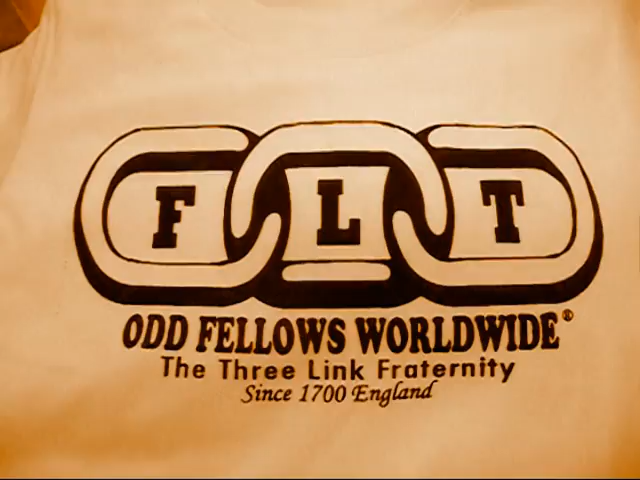 F L T
ODD FELLOWS WORLDWIDE®
The Three Link Fraternity
Since 1700 England